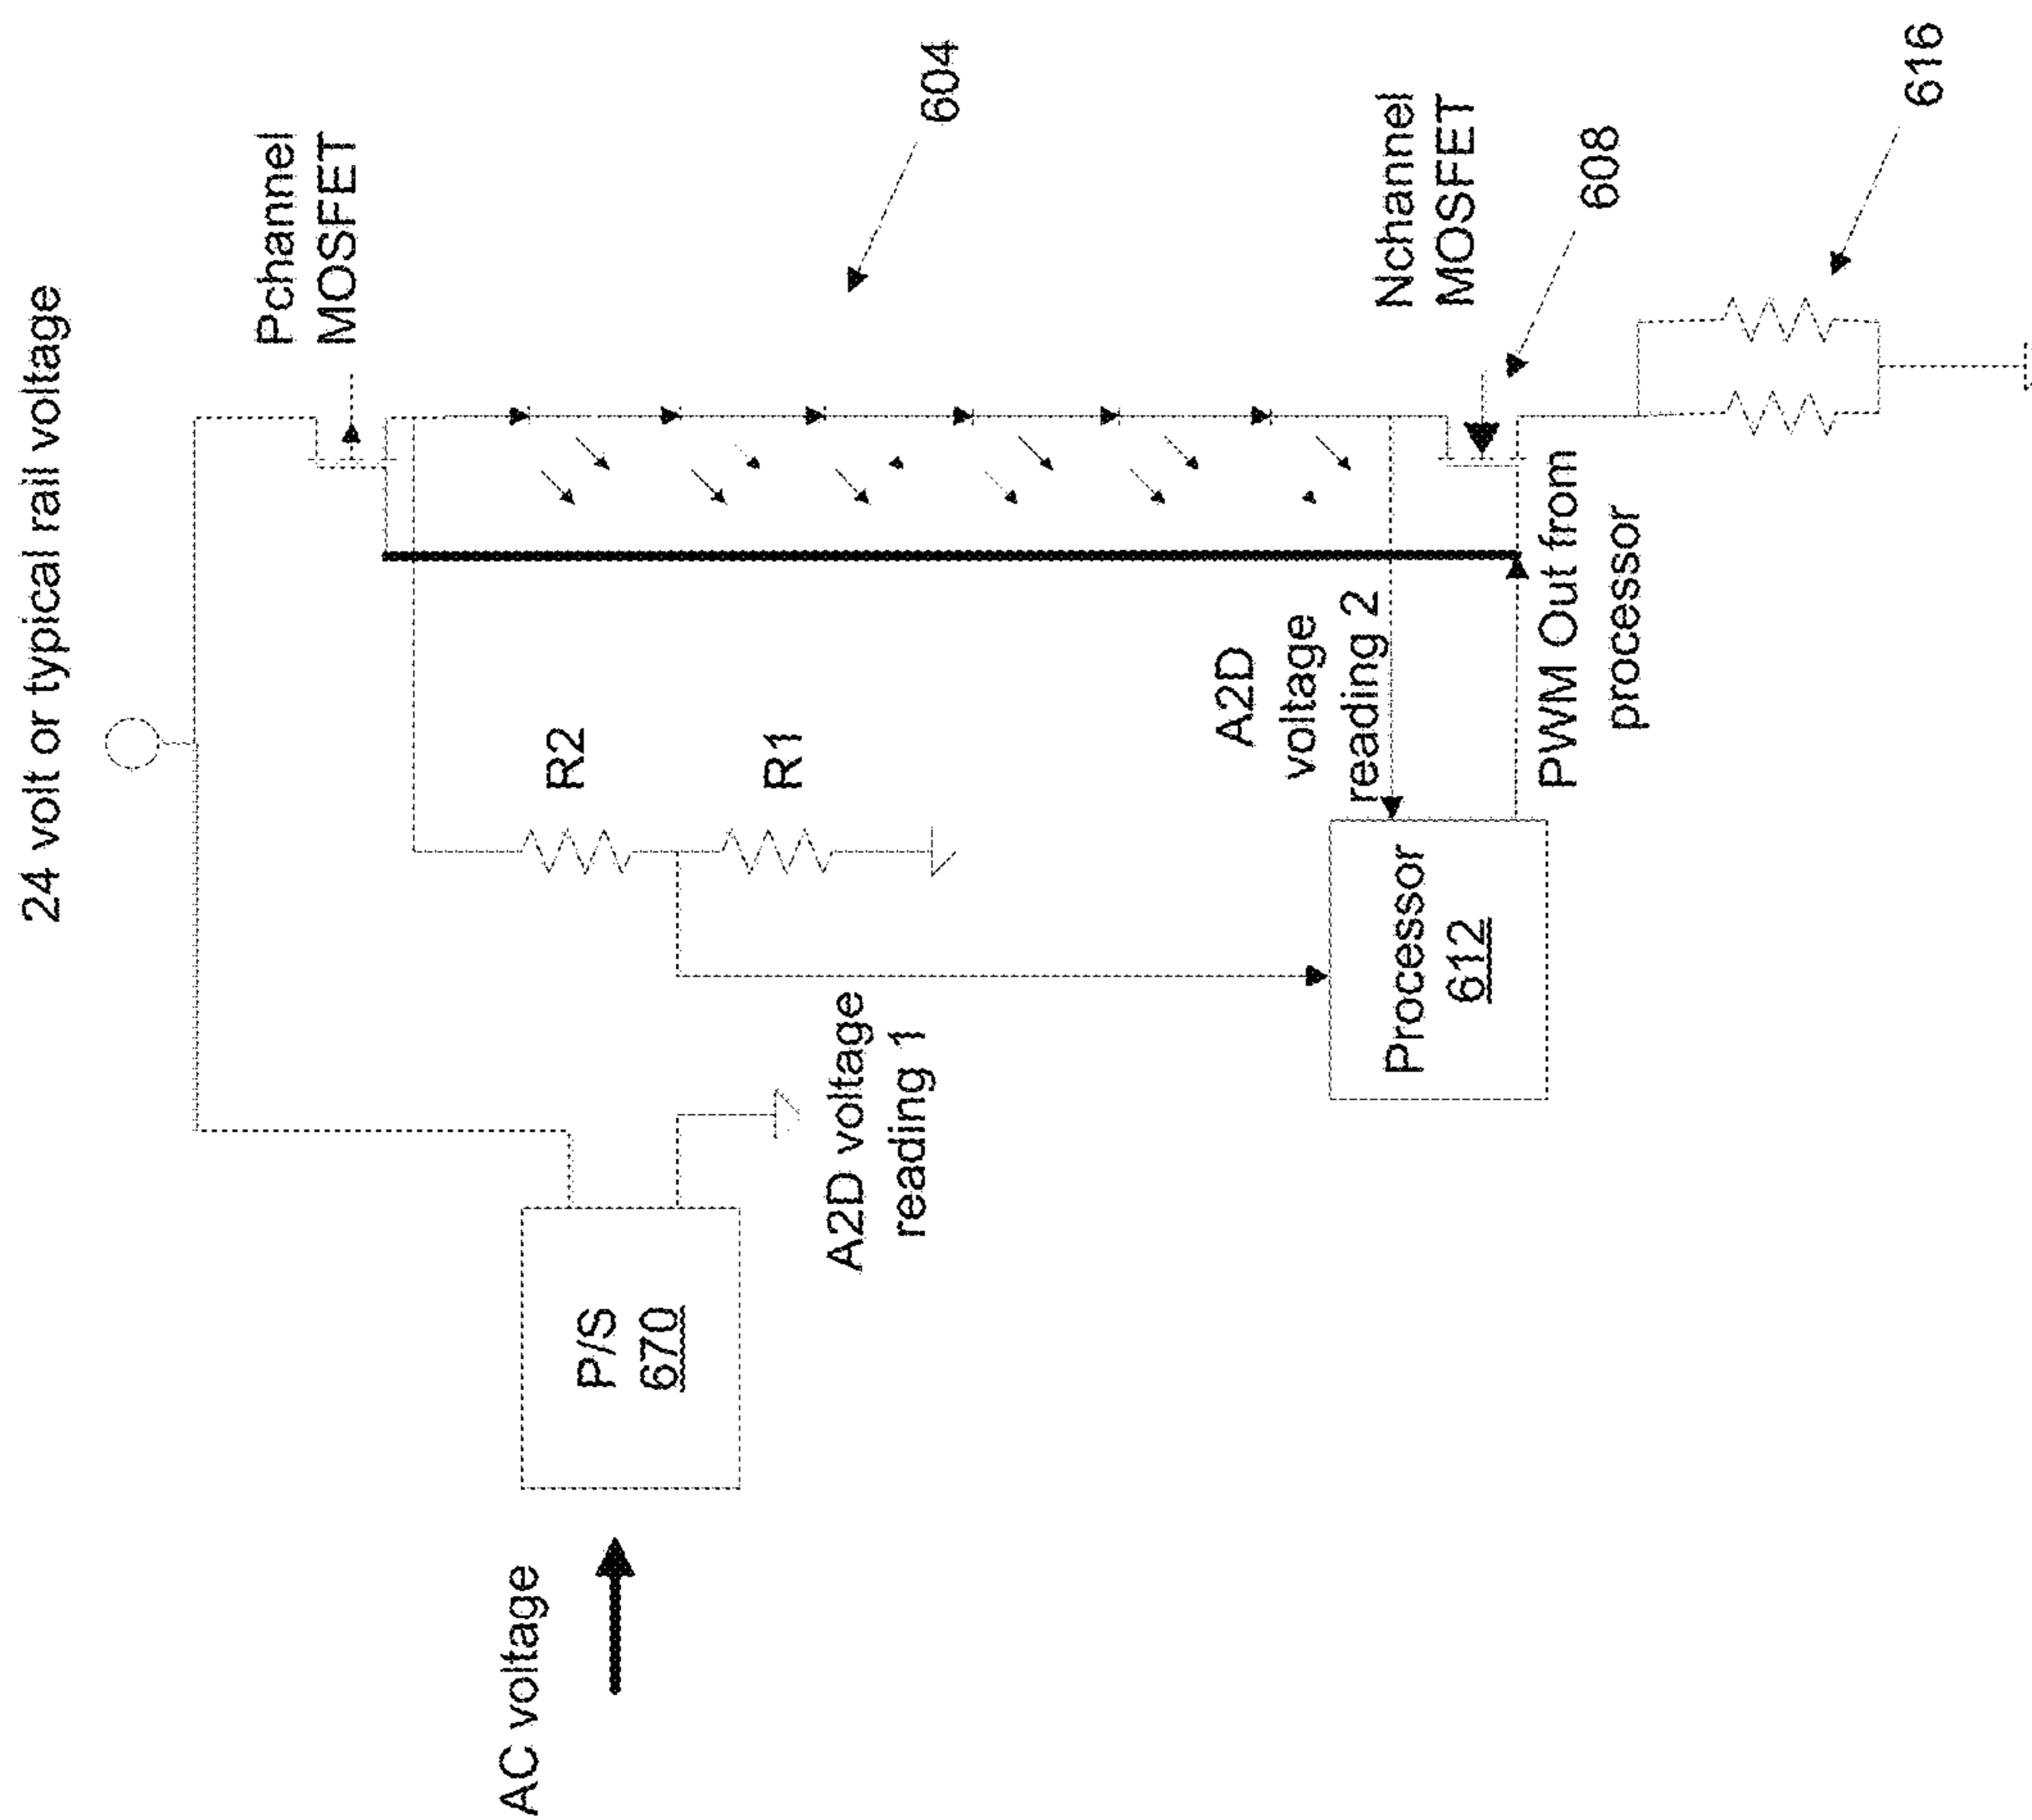 24 volt or typical rail voltage
Pchannel
MOSFET
604
R2
R1
AC voltage
P/S
670
A2D voltage
reading 1
A2D
voltage
reading 2
Nchannel
MOSFET
608
Processor
612
PWM Out from
processor
616